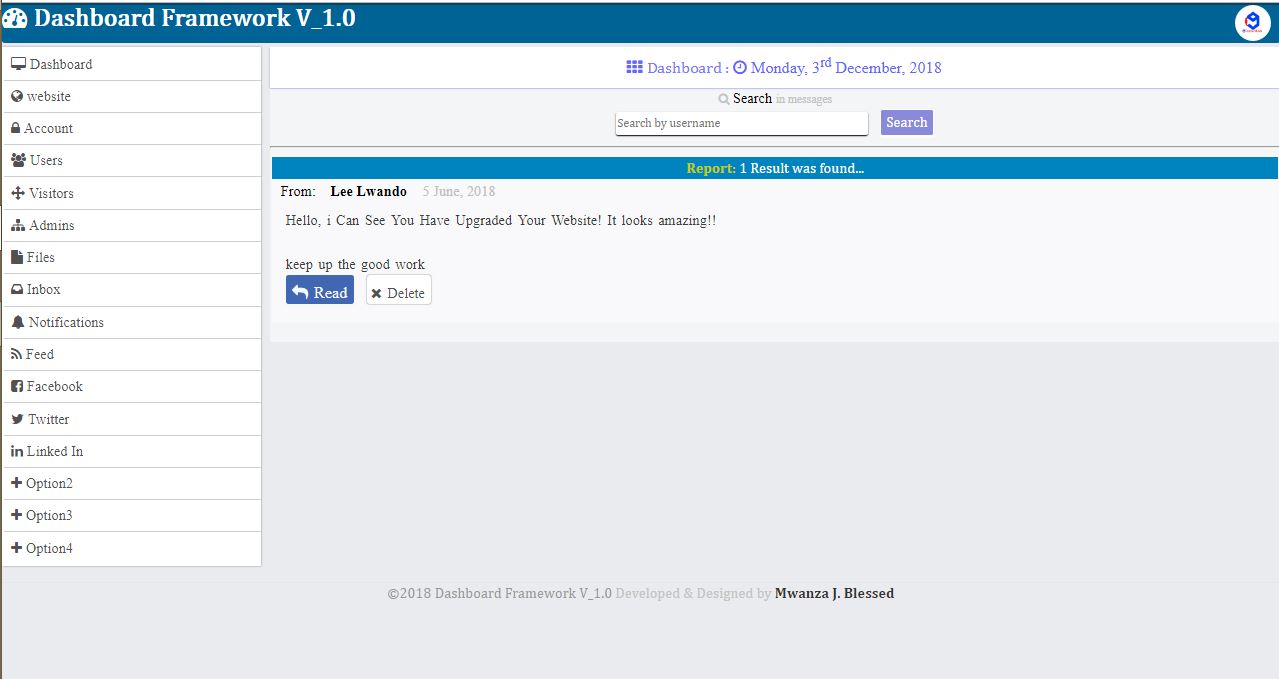 Dashboard Framework V_1.0
Dashboard
website
Account
Users
Visitors
Admins
Files
Inbox
Notifications
Feed
Facebook
Twitter
Linked In
Option2
Option3
Option4
Dashboard : Monday, 3rd December, 2018
Search in messages
Search by username Search
Report: 1 Result was found...
From: Lee Lwando 5 June, 2018
Hello, i Can See You Have Upgraded Your Website! It looks amazing!!
keep up the good work
Read Delete
©2018 Dashboard Framework V_1.0 Developed & Designed by Mwanza J. Blessed